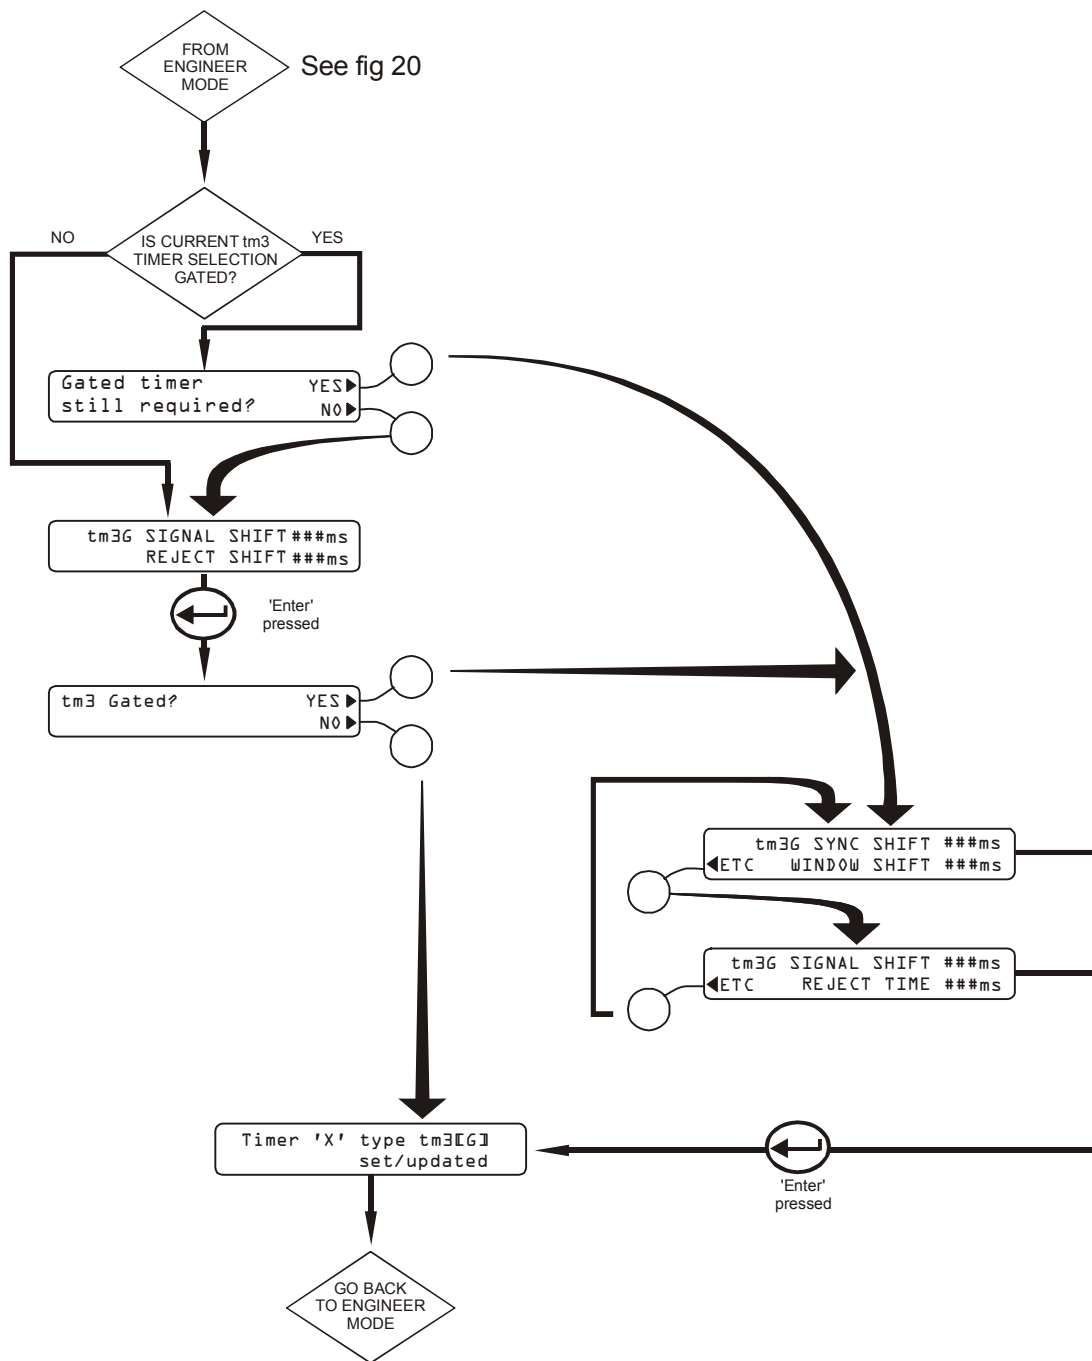 FROM
ENGINEER
MODE
See fig 20
NO
IS CURRENT tm3
TIMER SELECTION
GATED?
YES
Gated timer YES▶
still required? NO▶
tm3G SIGNAL SHIFT ###ms
REJECT SHIFT ###ms
'Enter'
pressed
tm3 Gated? YES▶
NO▶
tm3G SYNC SHIFT ###ms
◀ETC WINDOW SHIFT ###ms
tm3G SIGNAL SHIFT ###ms
◀ETC REJECT TIME ###ms
Timer 'X' type tm3[G]
set/updated
'Enter'
pressed
GO BACK
TO ENGINEER
MODE